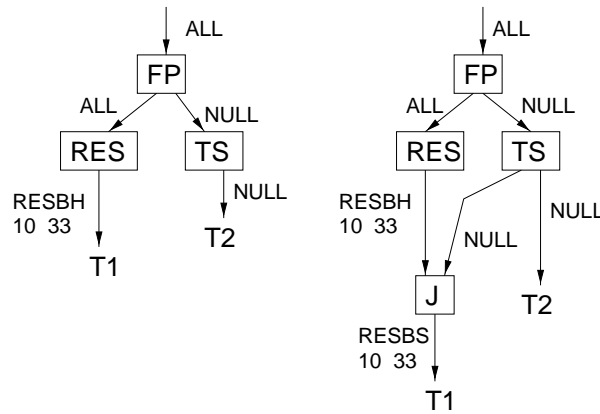 ALL
FP
ALL
NULL
RES
TS
RESBH
10 33
NULL
T1
T2
ALL
FP
ALL
NULL
RES
TS
RESBH
10 33
NULL
NULL
J
T2
RESBS
10 33
T1